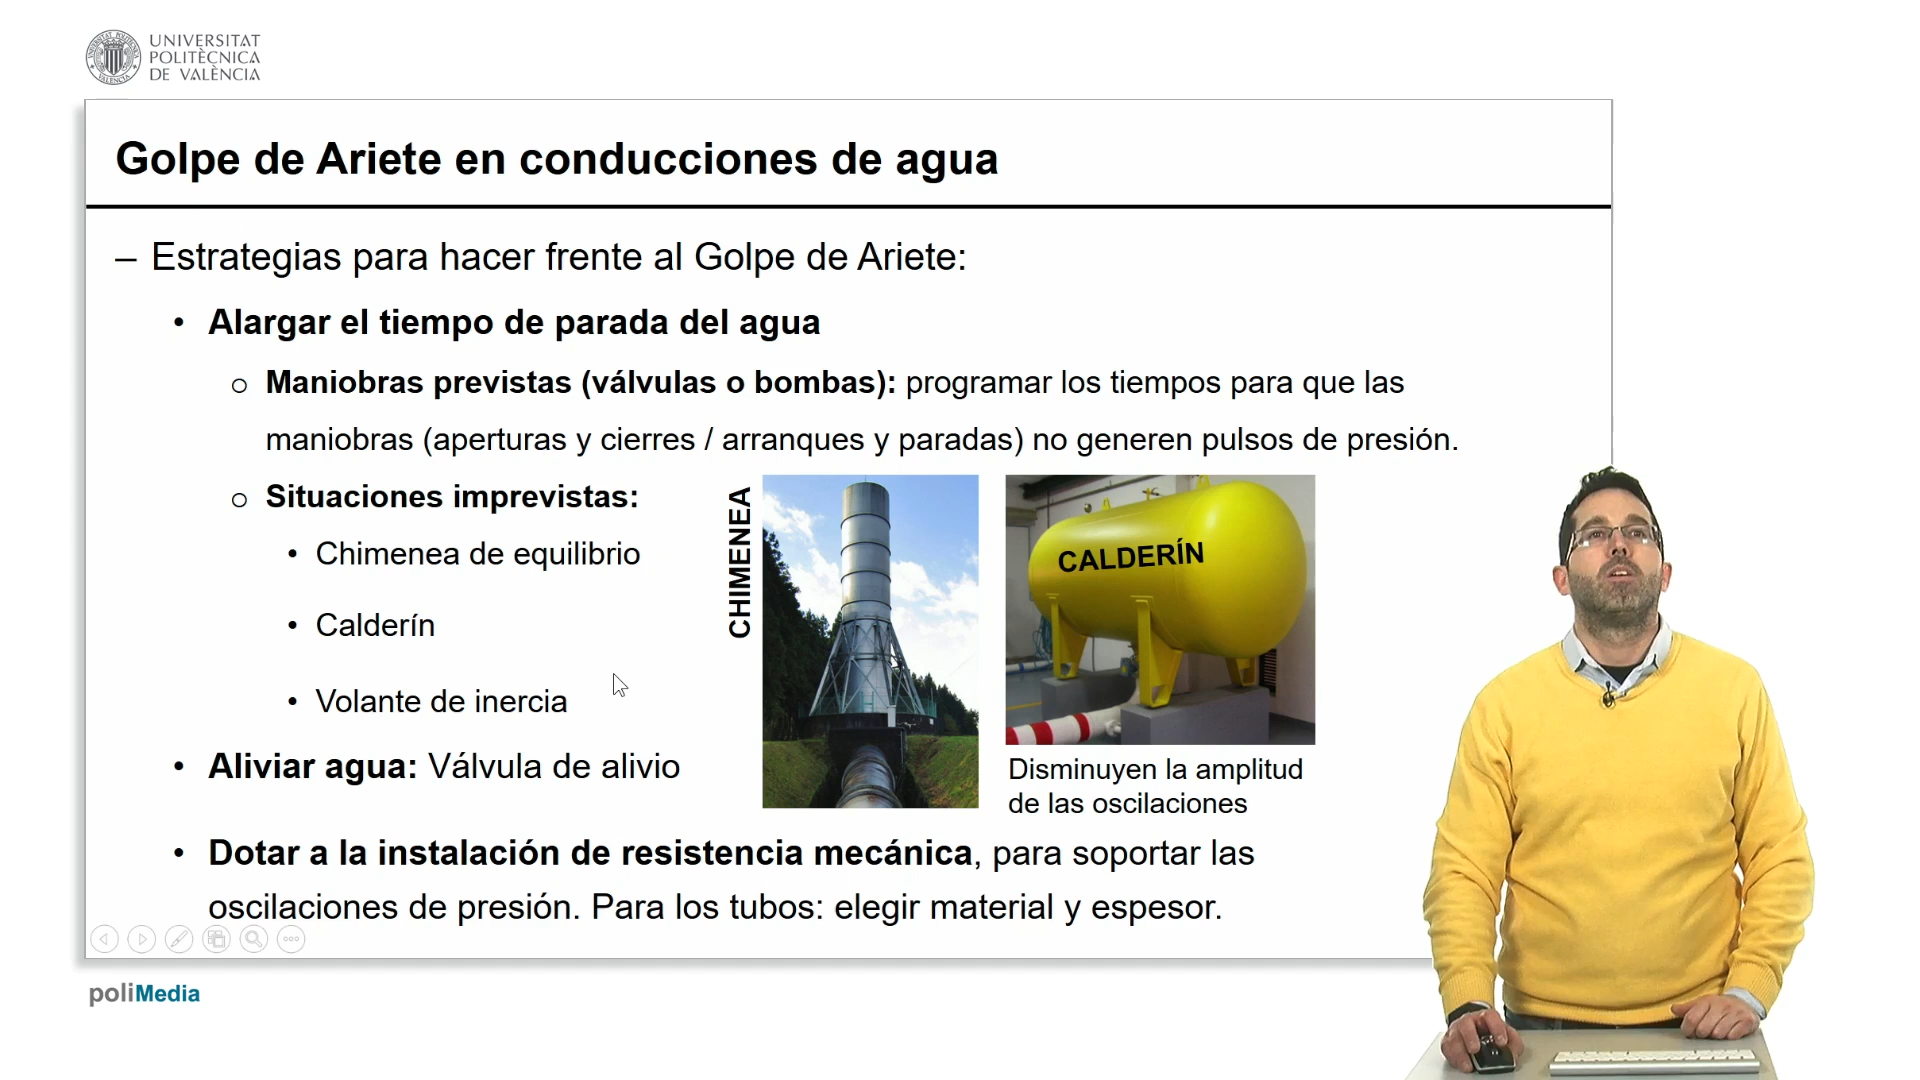 UNIVERSITAT
POLITÈCNICA
DE VALÈNCIA
Golpe de Ariete en conducciones de agua
– Estrategias para hacer frente al Golpe de Ariete:
• Alargar el tiempo de parada del agua
o Maniobras previstas (válvulas o bombas): programar los tiempos para que las
maniobras (aperturas y cierres / arranques y paradas) no generen pulsos de presión.
o Situaciones imprevistas:
• Chimenea de equilibrio
• Calderín
• Volante de inercia
CHIMENEA
CALDERÍN
Disminuyen la amplitud
de las oscilaciones
• Aliviar agua: Válvula de alivio
• Dotar a la instalación de resistencia mecánica, para soportar las
oscilaciones de presión. Para los tubos: elegir material y espesor.
poliMedia